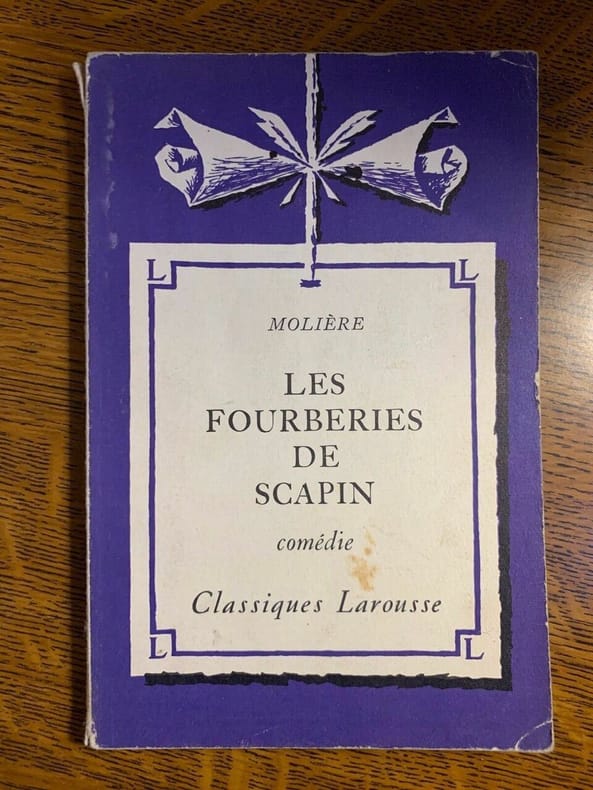 L L
MOLIÈRE
LES
FOURBERIES
DE
SCAPIN
comédie
Classiques Larousse
L L